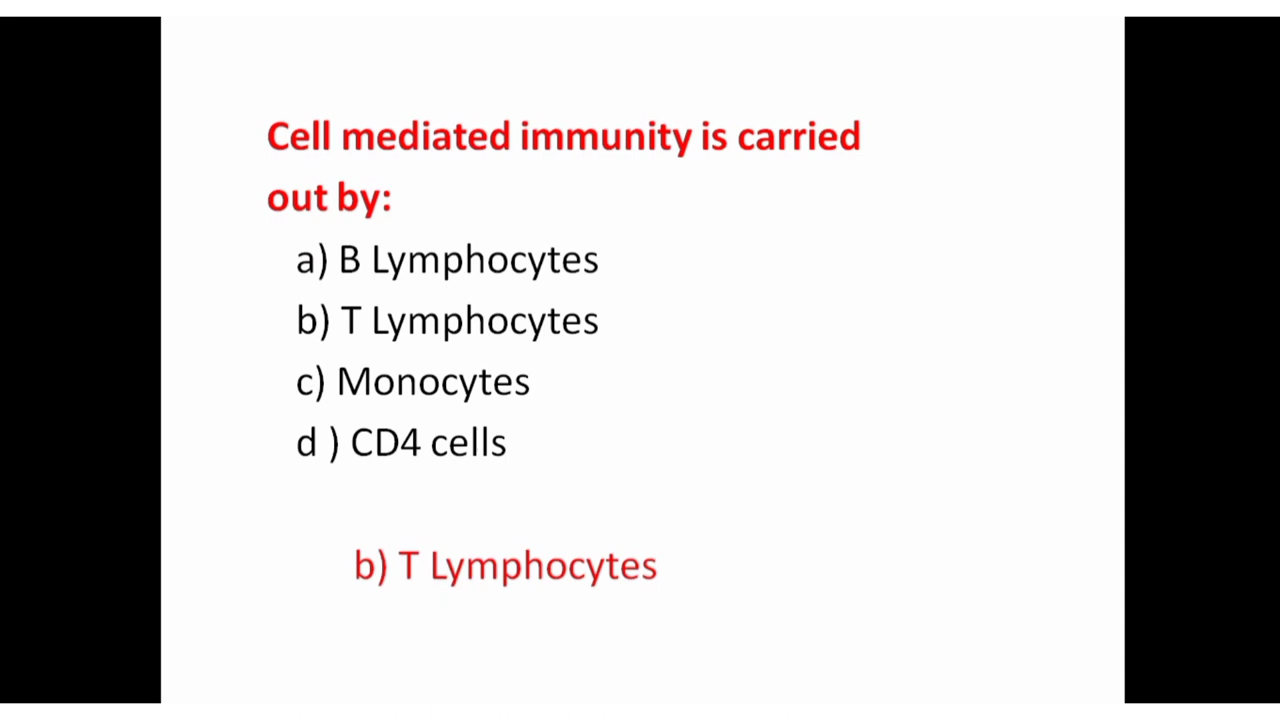 Cell mediated immunity is carried
out by:
a) B Lymphocytes
b) T Lymphocytes
c) Monocytes
d ) CD4 cells
b) T Lymphocytes